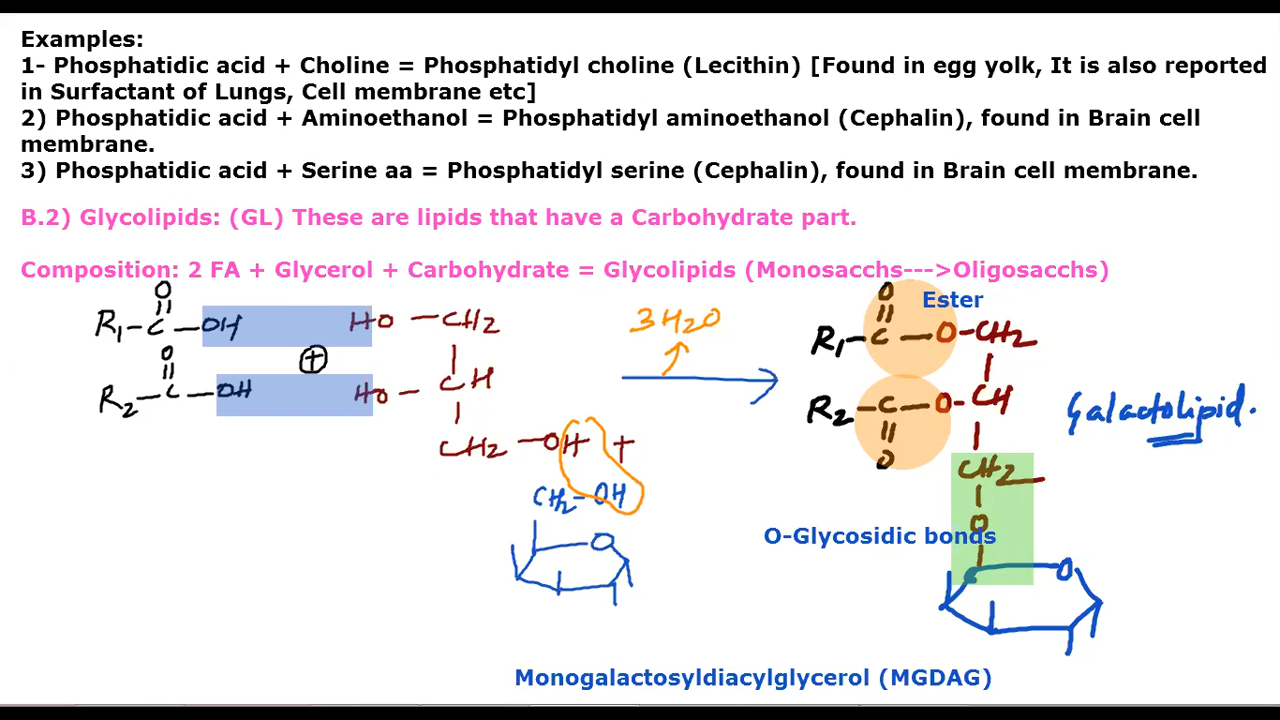 Examples:
1- Phosphatidic acid + Choline = Phosphatidyl choline (Lecithin) [Found in egg yolk, It is also reported
in Surfactant of Lungs, Cell membrane etc]
2) Phosphatidic acid + Aminoethanol = Phosphatidyl aminoethanol (Cephalin), found in Brain cell
membrane.
3) Phosphatidic acid + Serine aa = Phosphatidyl serine (Cephalin), found in Brain cell membrane.
B.2) Glycolipids: (GL) These are lipids that have a Carbohydrate part.
Composition: 2 FA + Glycerol + Carbohydrate = Glycolipids (Monosacchs--->Oligosacchs)
O
O Ester
R1-C-OH HO-CH2 3H2O R1-C-O-CH2
O +
R2-C-OH HO-CH R2-C-O-CH Galactolipid.
CH2-OH + O CH2
CH2-OH O
O O-Glycosidic bonds
O
Monogalactosyldiacylglycerol (MGDAG)